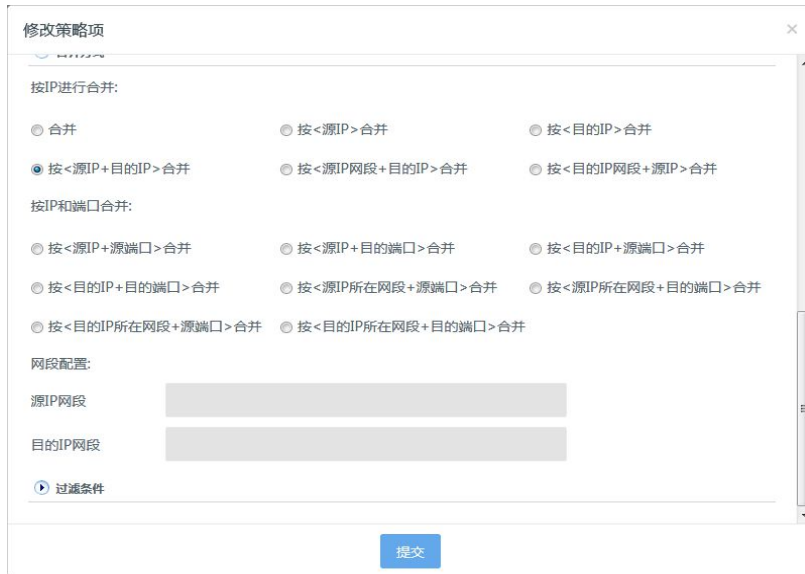 修改策略项
按IP进行合并:
合并 按<源IP>合并 按<目的IP>合并
按<源IP+目的IP>合并 按<源IP网段+目的IP>合并 按<目的IP网段+源IP>合并
按IP和端口合并:
按<源IP+源端口>合并 按<源IP+目的端口>合并 按<目的IP+源端口>合并
按<目的IP+目的端口>合并 按<源IP所在网段+源端口>合并 按<源IP所在网段+目的端口>合并
按<目的IP所在网段+源端口>合并 按<目的IP所在网段+目的端口>合并
网段配置:
源IP网段
目的IP网段
过滤条件
提交